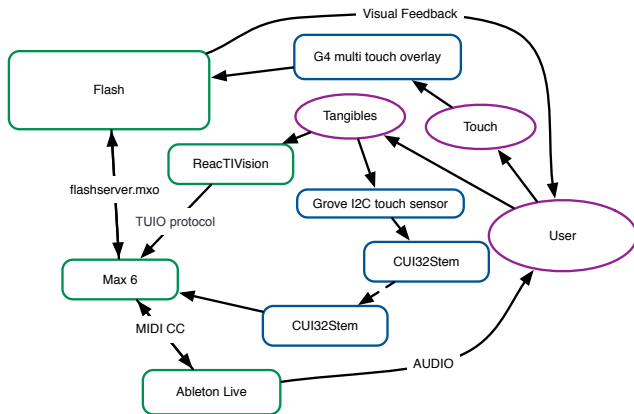 Visual Feedback
G4 multi touch overlay
Flash
Tangibles
Touch
ReacTIVision
flashserver.mxo
Grove I2C touch sensor
TUIO protocol
User
CUI32Stem
Max 6
CUI32Stem
MIDI CC
AUDIO
Ableton Live